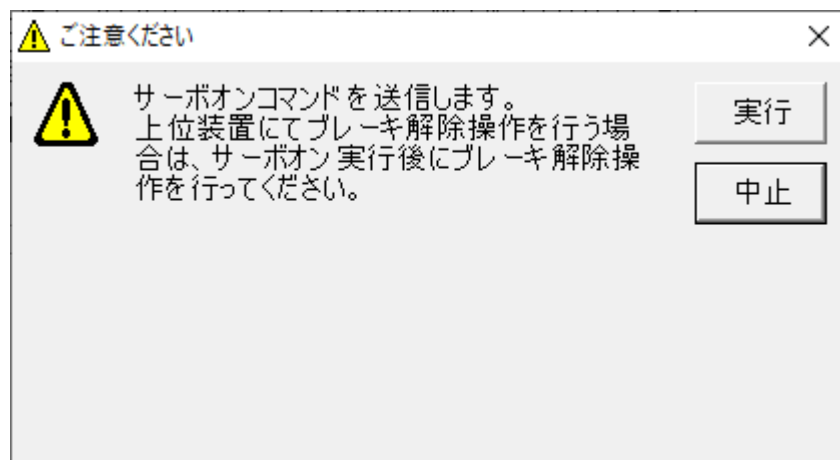 ご注意ください
サーボオンコマンドを送信します。
上位装置にてブレーキ解除操作を行う場
合は、サーボオン実行後にブレーキ解除操
作を行ってください。
実行
中止